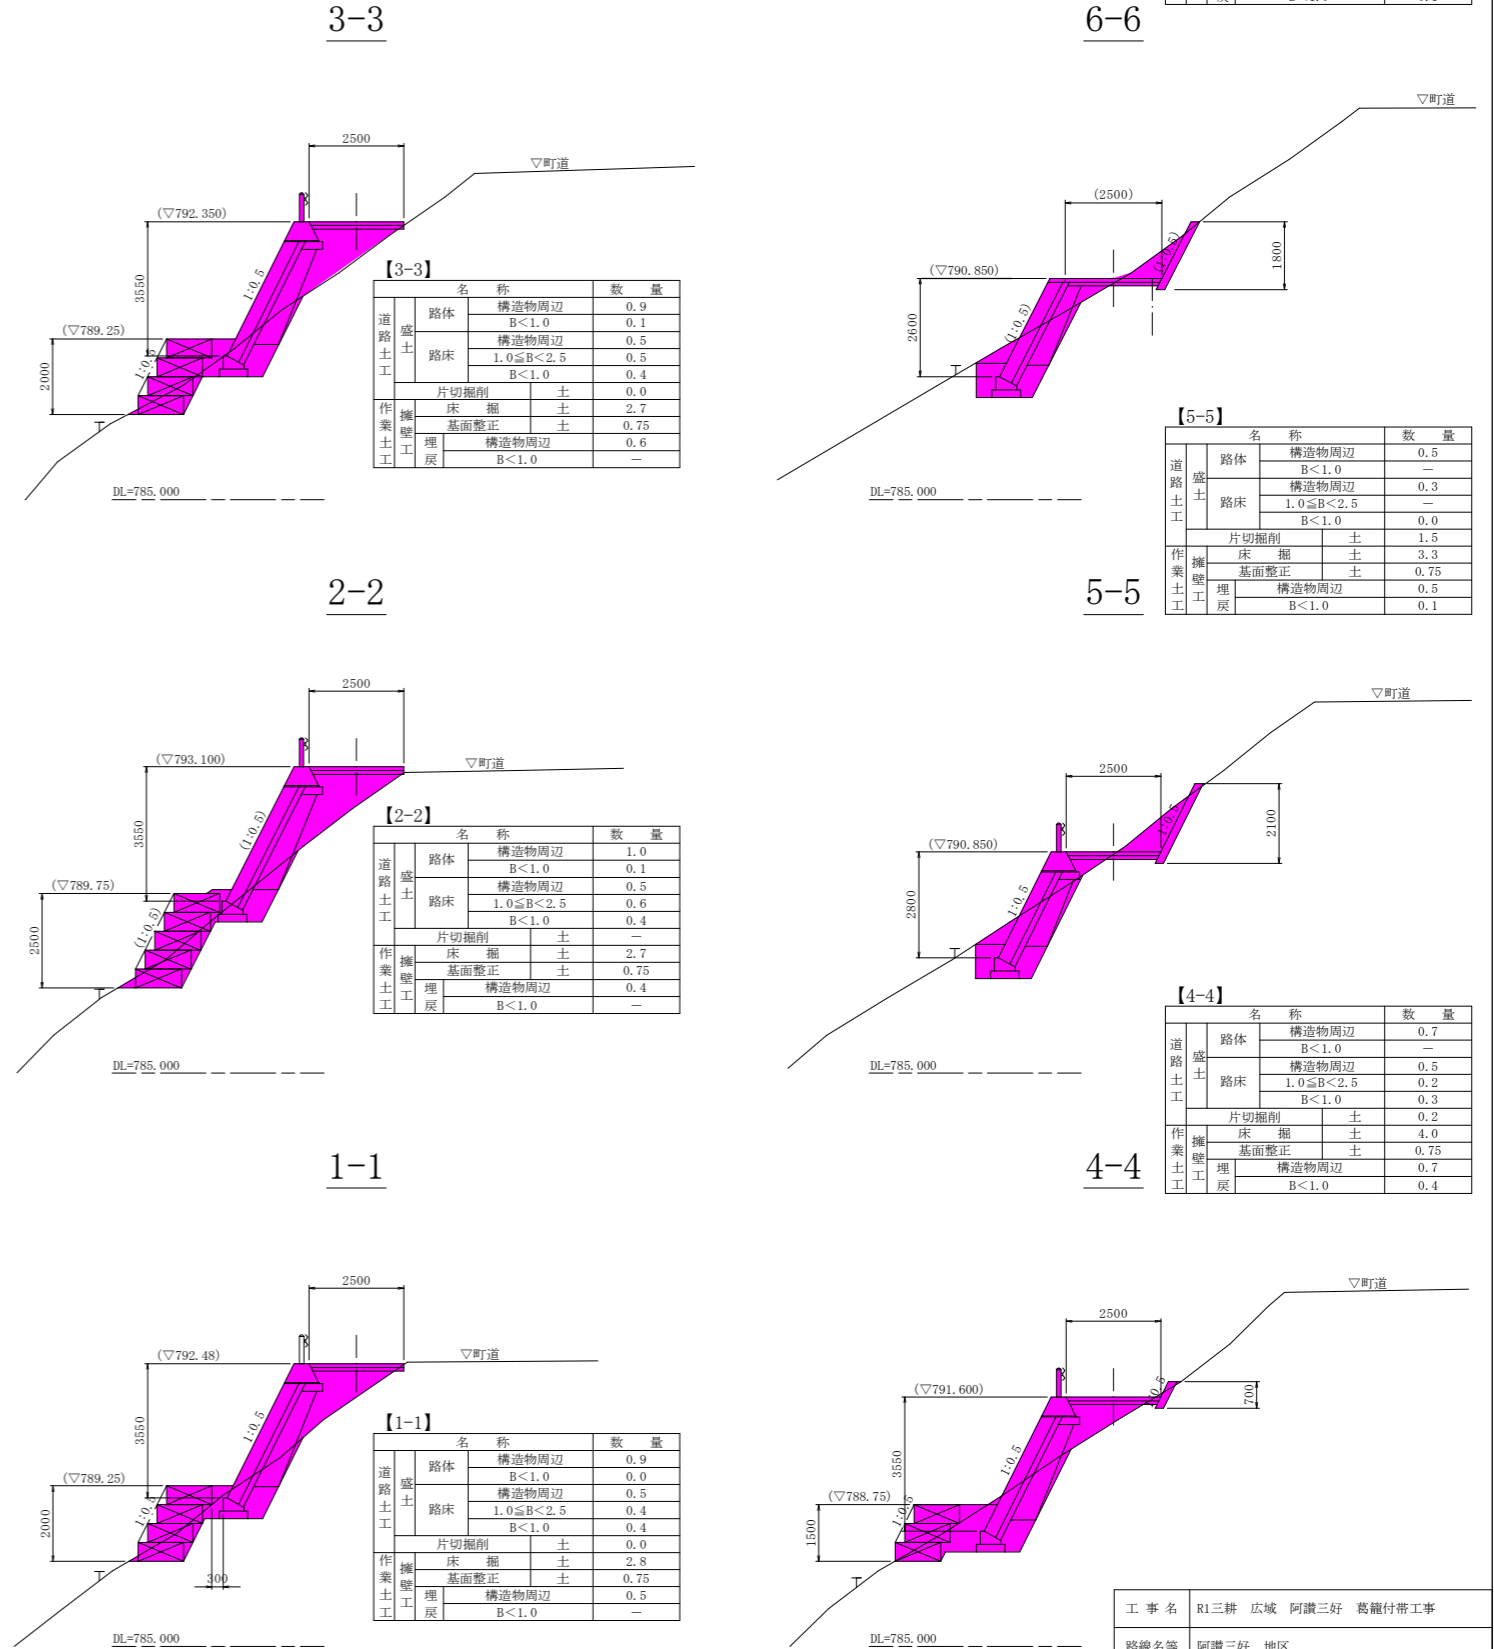 3-3
2500
▽町道
(▽792.350)
3550
1:0.5
(▽789.25)
2000
1:0.5
DL=785.000
【3-3】
名 称 数 量
道路土工 盛土 路体 構造物周辺 0.9
B<1.0 0.1
路床 構造物周辺 0.5
1.0≦B<2.5 0.5
B<1.0 0.4
片切掘削 土 0.0
作業土工 擁壁工 床 掘 土 2.7
基面整正 土 0.75
埋戻 構造物周辺 0.6
B<1.0 —
2-2
2500
▽町道
(▽793.100)
3550
(1:0.5)
(▽789.75)
2500
(1:0.5)
DL=785.000
【2-2】
名 称 数 量
道路土工 盛土 路体 構造物周辺 1.0
B<1.0 0.1
路床 構造物周辺 0.5
1.0≦B<2.5 0.6
B<1.0 0.4
片切掘削 土 —
作業土工 擁壁工 床 掘 土 2.7
基面整正 土 0.75
埋戻 構造物周辺 0.4
B<1.0 —
1-1
2500
▽町道
(▽792.48)
3550
1:0.5
(▽789.25)
2000
1:0.5
300
DL=785.000
【1-1】
名 称 数 量
道路土工 盛土 路体 構造物周辺 0.9
B<1.0 0.0
路床 構造物周辺 0.5
1.0≦B<2.5 0.4
B<1.0 0.4
片切掘削 土 0.0
作業土工 擁壁工 床 掘 土 2.8
基面整正 土 0.75
埋戻 構造物周辺 0.5
B<1.0 —
6-6
▽町道
(2500)
(▽790.850)
2600
(1:0.5)
(1:0.5)
1800
DL=785.000
【5-5】
名 称 数 量
道路土工 盛土 路体 構造物周辺 0.5
B<1.0 —
路床 構造物周辺 0.3
1.0≦B<2.5 —
B<1.0 0.0
片切掘削 土 1.5
作業土工 擁壁工 床 掘 土 3.3
基面整正 土 0.75
埋戻 構造物周辺 0.5
B<1.0 0.1
5-5
▽町道
2500
(▽790.850)
2800
1:0.5
1:0.5
2100
DL=785.000
【4-4】
名 称 数 量
道路土工 盛土 路体 構造物周辺 0.7
B<1.0 —
路床 構造物周辺 0.5
1.0≦B<2.5 0.2
B<1.0 0.3
片切掘削 土 0.2
作業土工 擁壁工 床 掘 土 4.0
基面整正 土 0.75
埋戻 構造物周辺 0.7
B<1.0 0.4
4-4
▽町道
2500
(▽791.600)
3550
1:0.5
700
(▽788.75)
1500
1:0.5
DL=785.000
工 事 名 R1三耕 広域 阿讃三好 葛籠付帯工事
路線名等 阿讃三好 地区